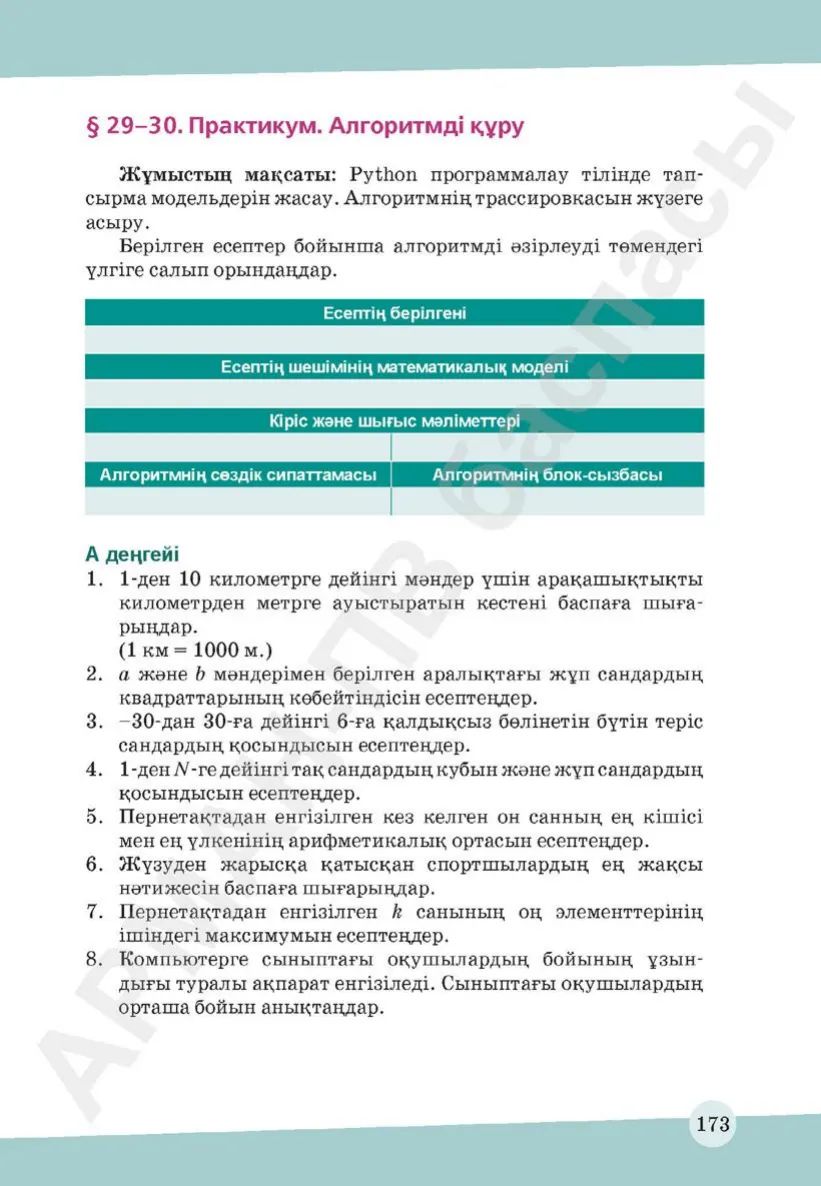 § 29–30. Практикум. Алгоритмді құру
Жұмыстың мақсаты: Python программалау тілінде тап-
сырма модельдерін жасау. Алгоритмнің трассировкасын жүзеге
асыру.
Берілген есептер бойынша алгоритмді әзірлеуді төмендегі
үлгіге салып орындаңдар.
Есептің берілгені
Есептің шешімінің математикалық моделі
Кіріс және шығыс мәліметтері
Алгоритмнің сөздік сипаттамасы Алгоритмнің блок-сызбасы
А деңгейі
1. 1-ден 10 километрге дейінгі мәндер үшін арақашықтықты
километрден метрге ауыстыратын кестені баспаға шыға-
рыңдар.
(1 км = 1000 м.)
2. a және b мәндерімен берілген аралықтағы жұп сандардың
квадраттарының көбейтіндісін есептеңдер.
3. –30-дан 30-ға дейінгі 6-ға қалдықсыз бөлінетін бүтін теріс
сандардың қосындысын есептеңдер.
4. 1-ден N-ге дейінгі тақ сандардың кубын және жұп сандардың
қосындысын есептеңдер.
5. Пернетақтадан енгізілген кез келген он санның ең кішісі
мен ең үлкенінің арифметикалық ортасын есептеңдер.
6. Жүзуден жарысқа қатысқан спортшылардың ең жақсы
нәтижесін баспаға шығарыңдар.
7. Пернетақтадан енгізілген k санының оң элементтерінің
ішіндегі максимумын есептеңдер.
8. Компьютерге сыныптағы оқушылардың бойының ұзын-
дығы туралы ақпарат енгізіледі. Сыныптағы оқушылардың
орташа бойын анықтаңдар.
173
АРМАН-ПВ баспасы